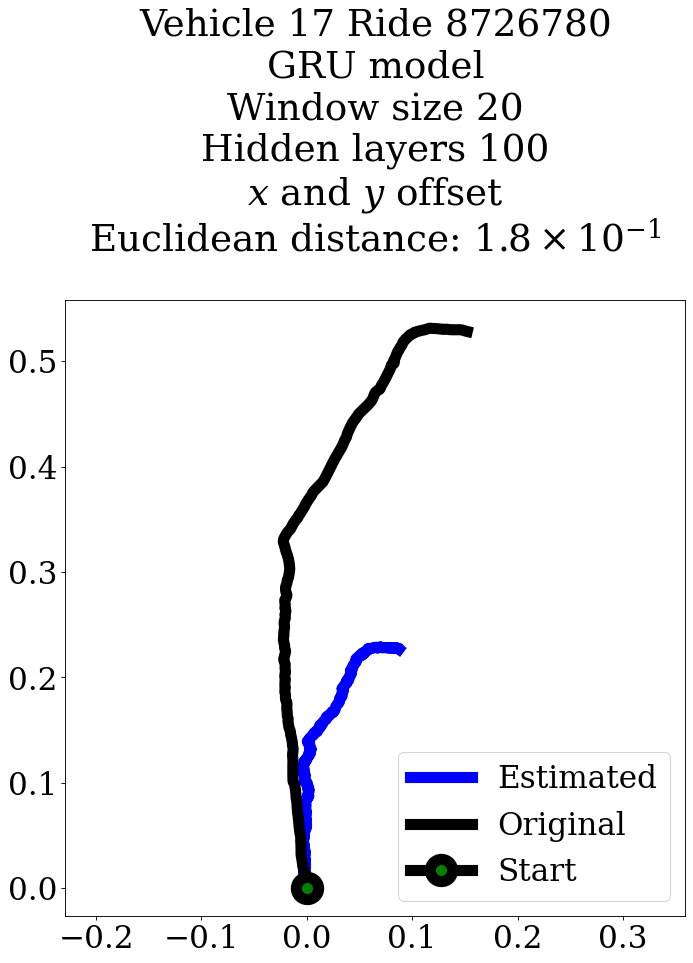 Vehicle 17 Ride 8726780
GRU model
Window size 20
Hidden layers 100
x and y offset
Euclidean distance: 1.8 × 10⁻¹
0.5
0.4
0.3
0.2
0.1
0.0
Estimated
Original
Start
−0.2 −0.1 0.0 0.1 0.2 0.3